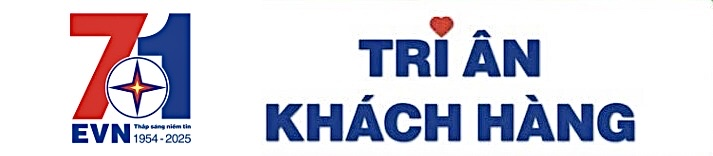 71
EVN Thắp sáng niềm tin
1954 - 2025
TRI ÂN
KHÁCH HÀNG